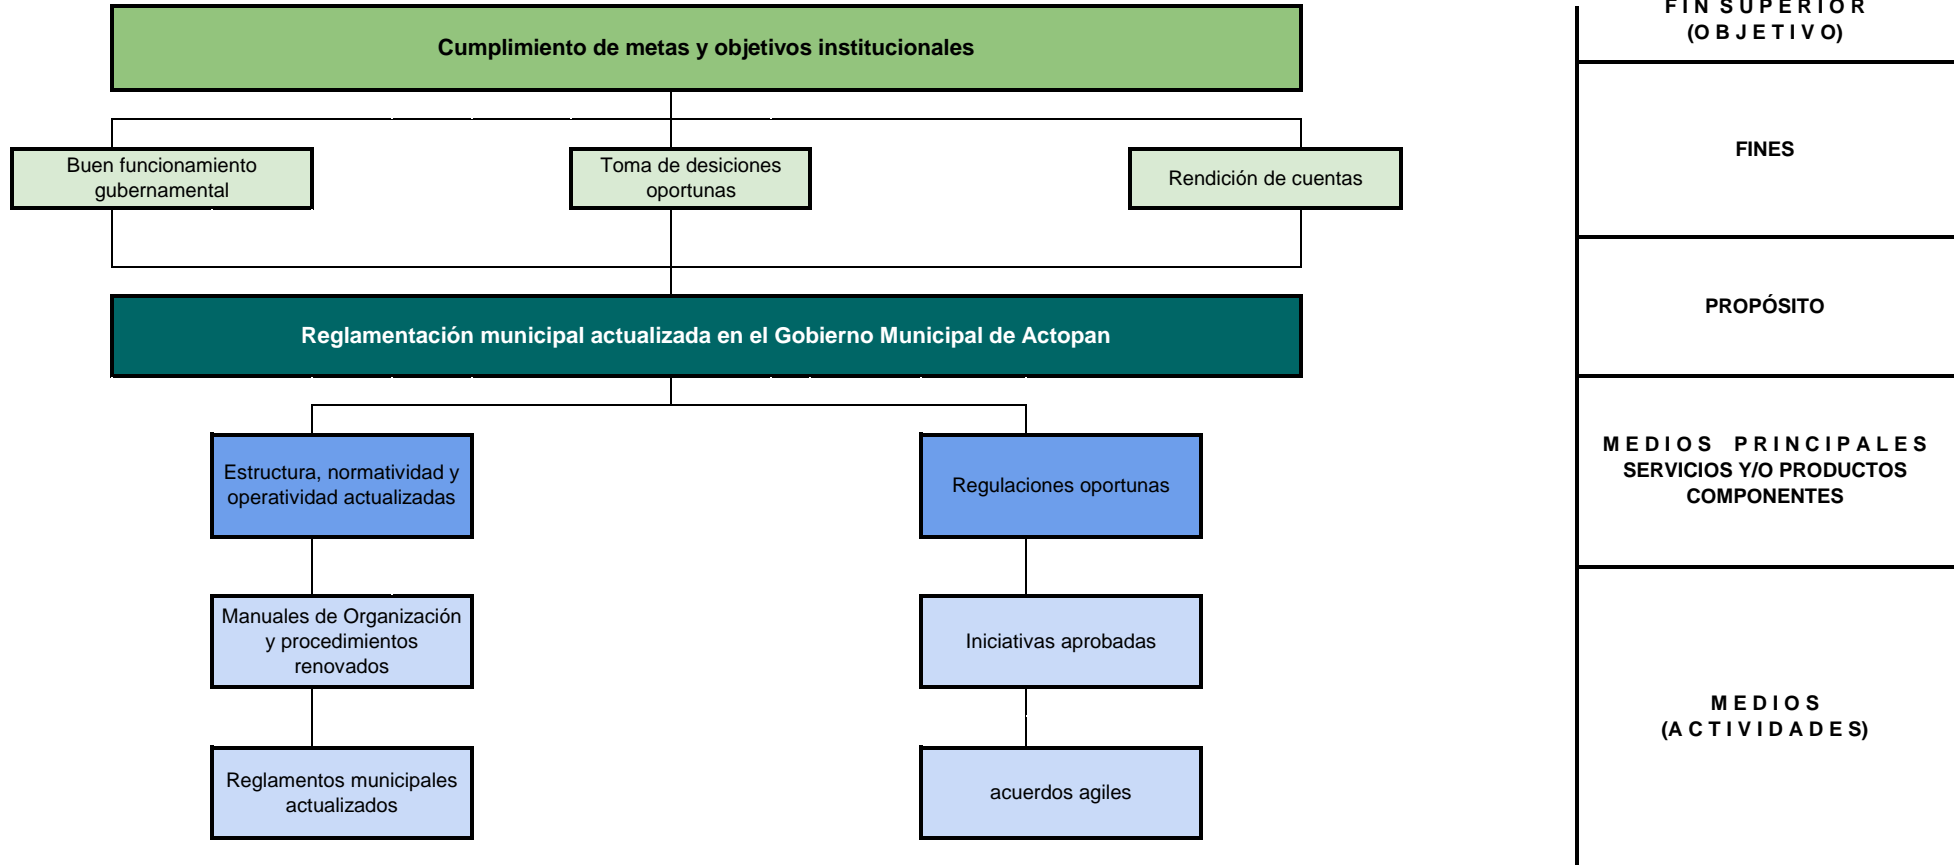 FIN SUPERIOR
(OBJETIVO)
Cumplimiento de metas y objetivos institucionales
FINES
Buen funcionamiento
gubernamental
Toma de desiciones
oportunas
Rendición de cuentas
PROPÓSITO
Reglamentación municipal actualizada en el Gobierno Municipal de Actopan
MEDIOS PRINCIPALES
SERVICIOS Y/O PRODUCTOS
COMPONENTES
Estructura, normatividad y
operatividad actualizadas
Regulaciones oportunas
Manuales de Organización
y procedimientos
renovados
Iniciativas aprobadas
MEDIOS
(ACTIVIDADES)
Reglamentos municipales
actualizados
acuerdos agiles